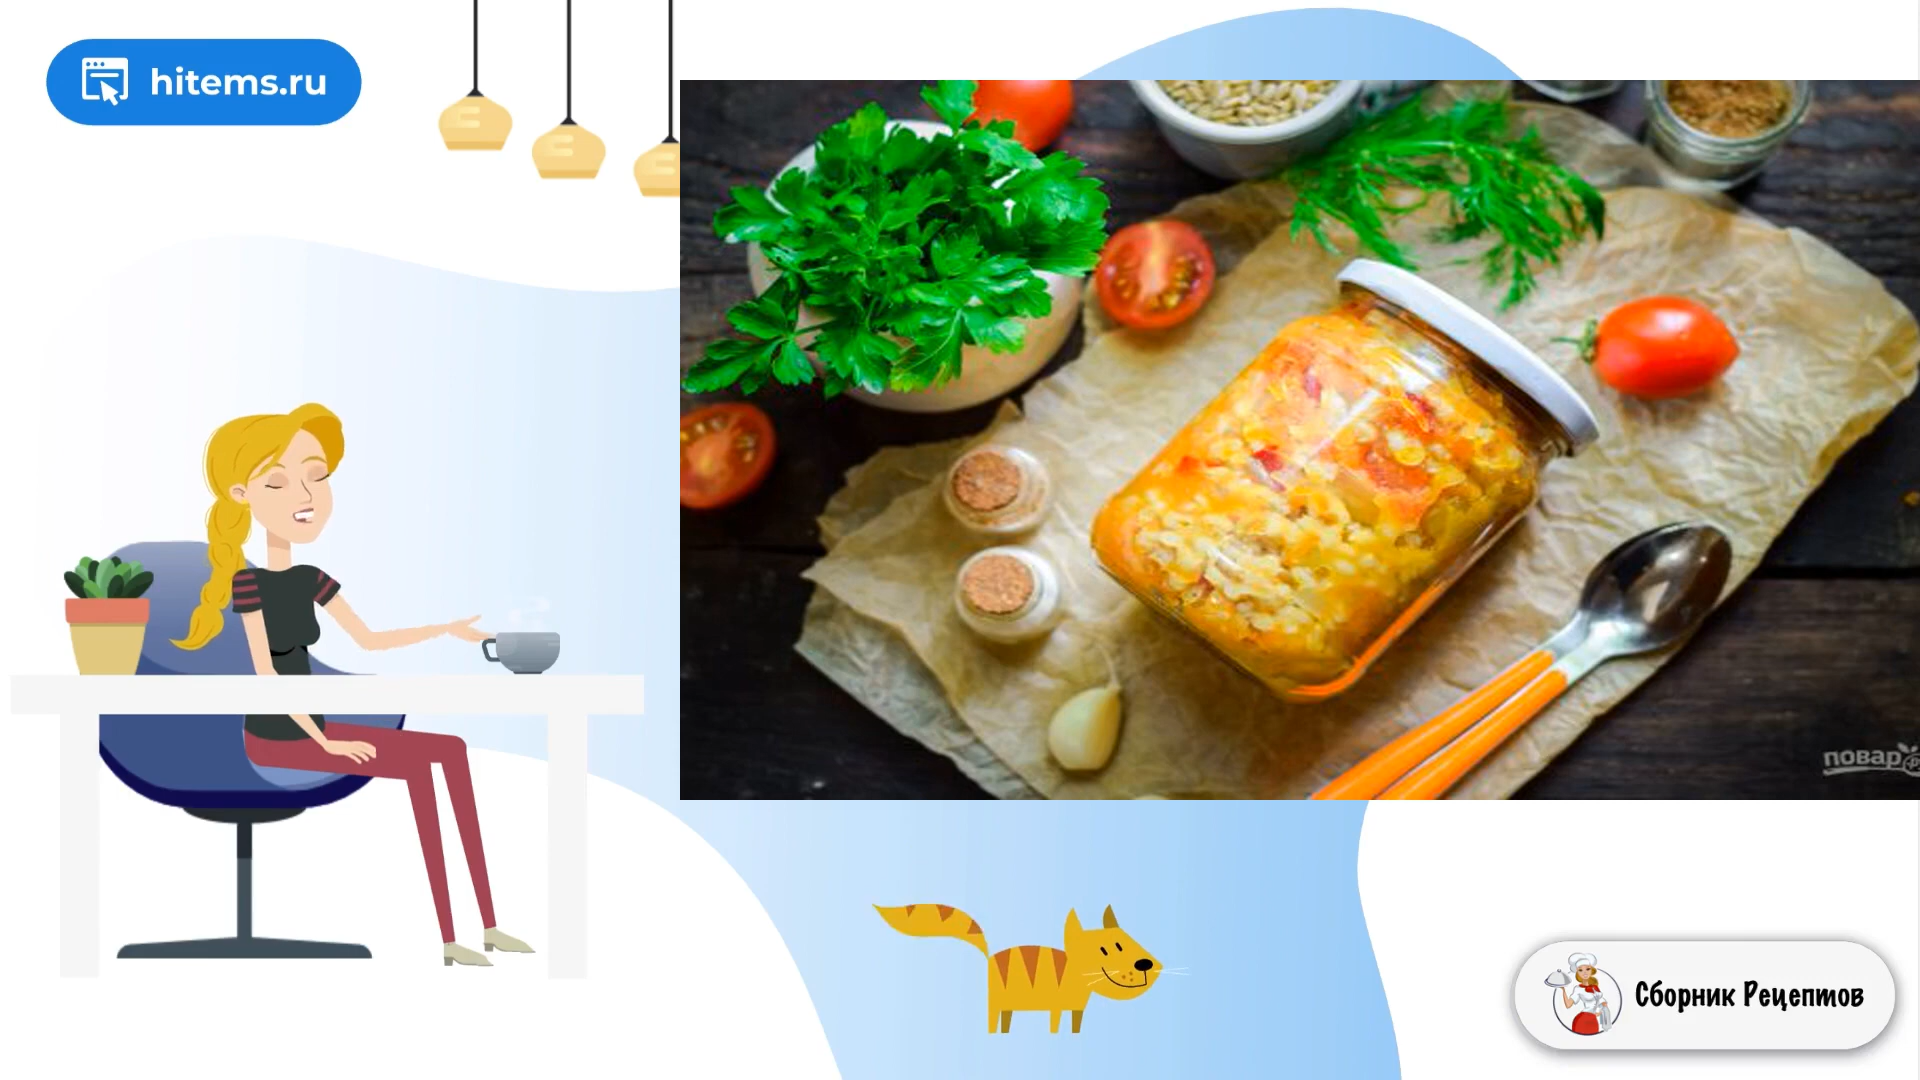 hitems.ru
повар
Сборник Рецептов